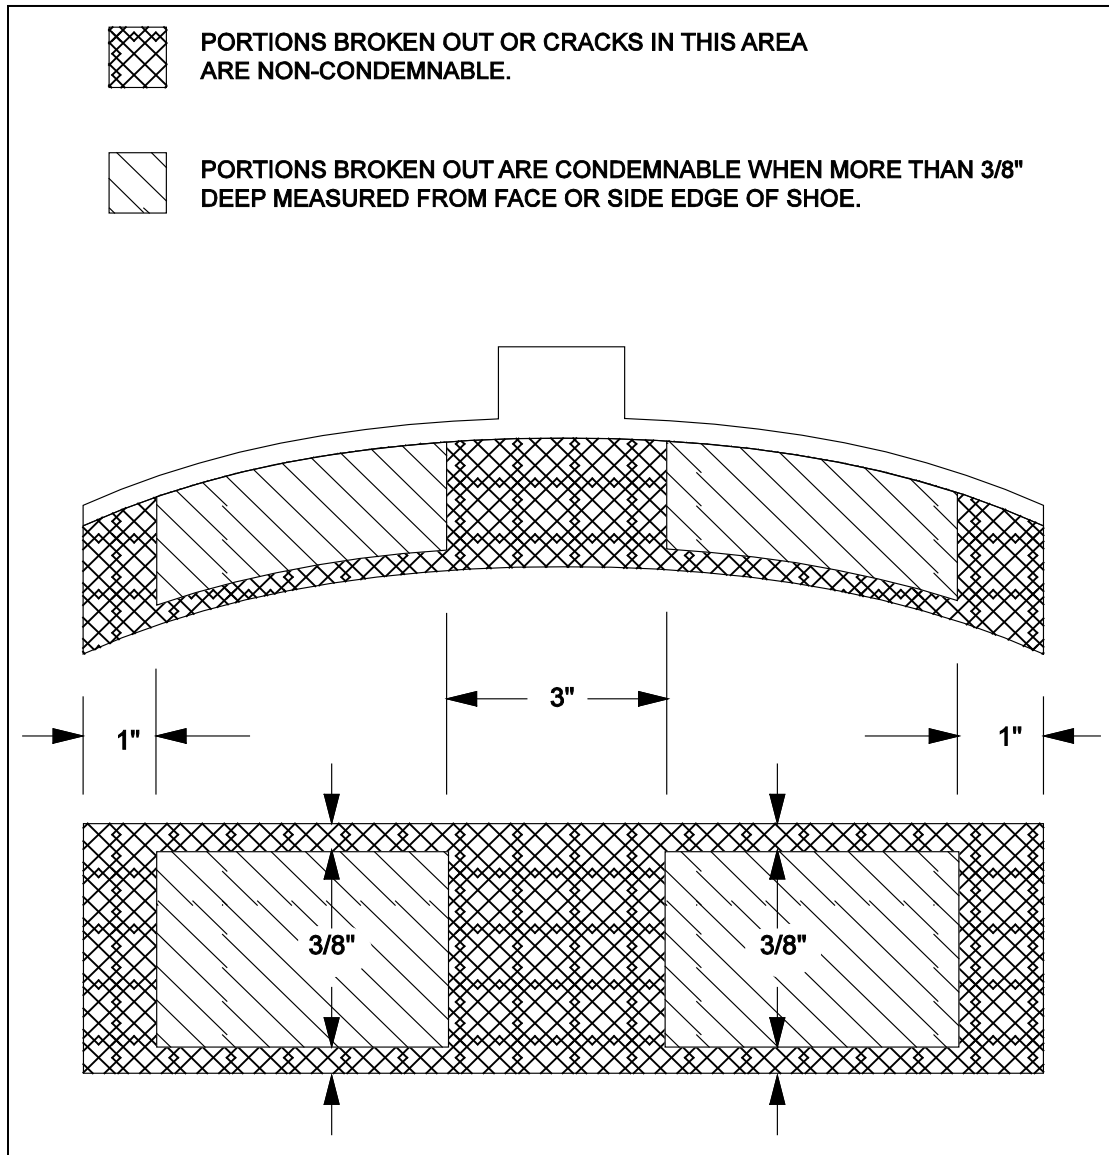 PORTIONS BROKEN OUT OR CRACKS IN THIS AREA
ARE NON-CONDEMNABLE.
PORTIONS BROKEN OUT ARE CONDEMNABLE WHEN MORE THAN 3/8"
DEEP MEASURED FROM FACE OR SIDE EDGE OF SHOE.
3"
1"
1"
3/8"
3/8"